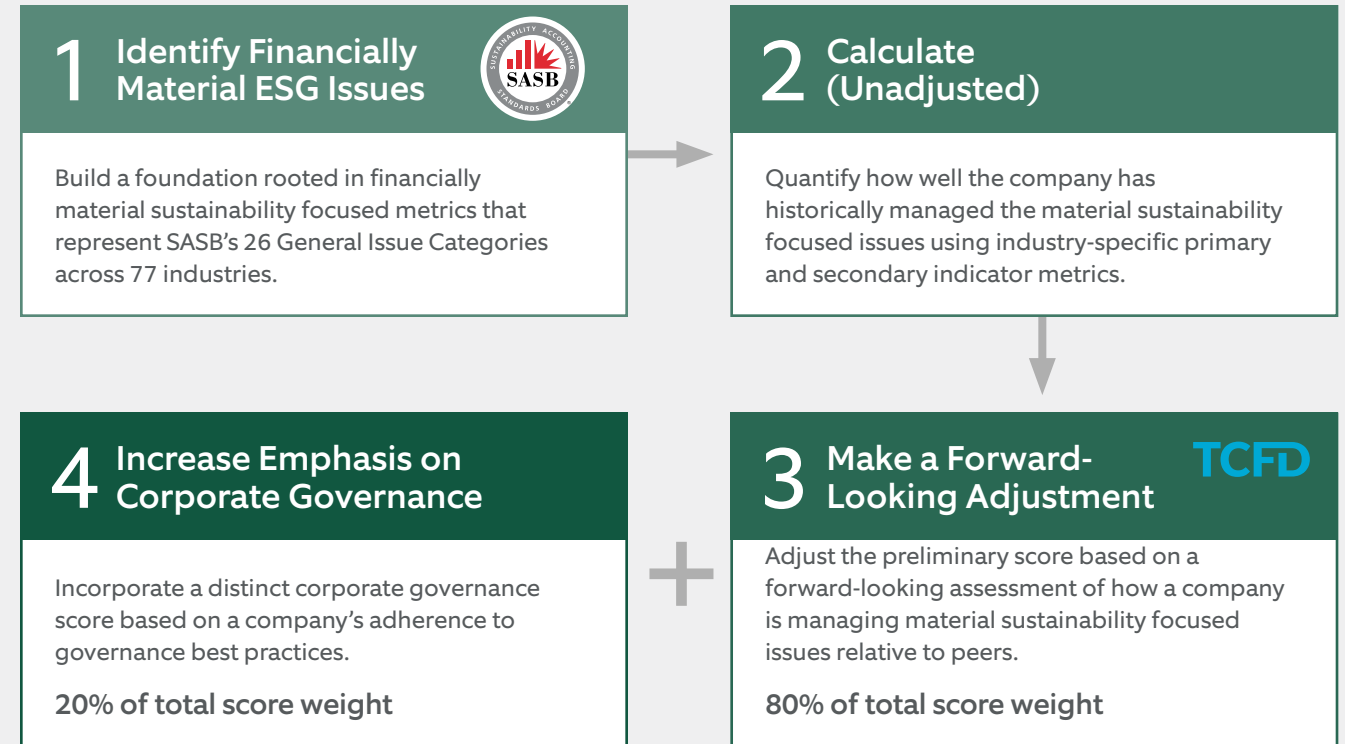 1
Identify Financially
Material ESG Issues
SUSTAINABILITY ACCOUNTING
SASB
STANDARDS BOARD
Build a foundation rooted in financially
material sustainability focused metrics that
represent SASB’s 26 General Issue Categories
across 77 industries.
2
Calculate
(Unadjusted)
Quantify how well the company has
historically managed the material sustainability
focused issues using industry-specific primary
and secondary indicator metrics.
3
Make a Forward-
Looking Adjustment
TCFD
Adjust the preliminary score based on a
forward-looking assessment of how a company
is managing material sustainability focused
issues relative to peers.
80% of total score weight
+
4
Increase Emphasis on
Corporate Governance
Incorporate a distinct corporate governance
score based on a company’s adherence to
governance best practices.
20% of total score weight